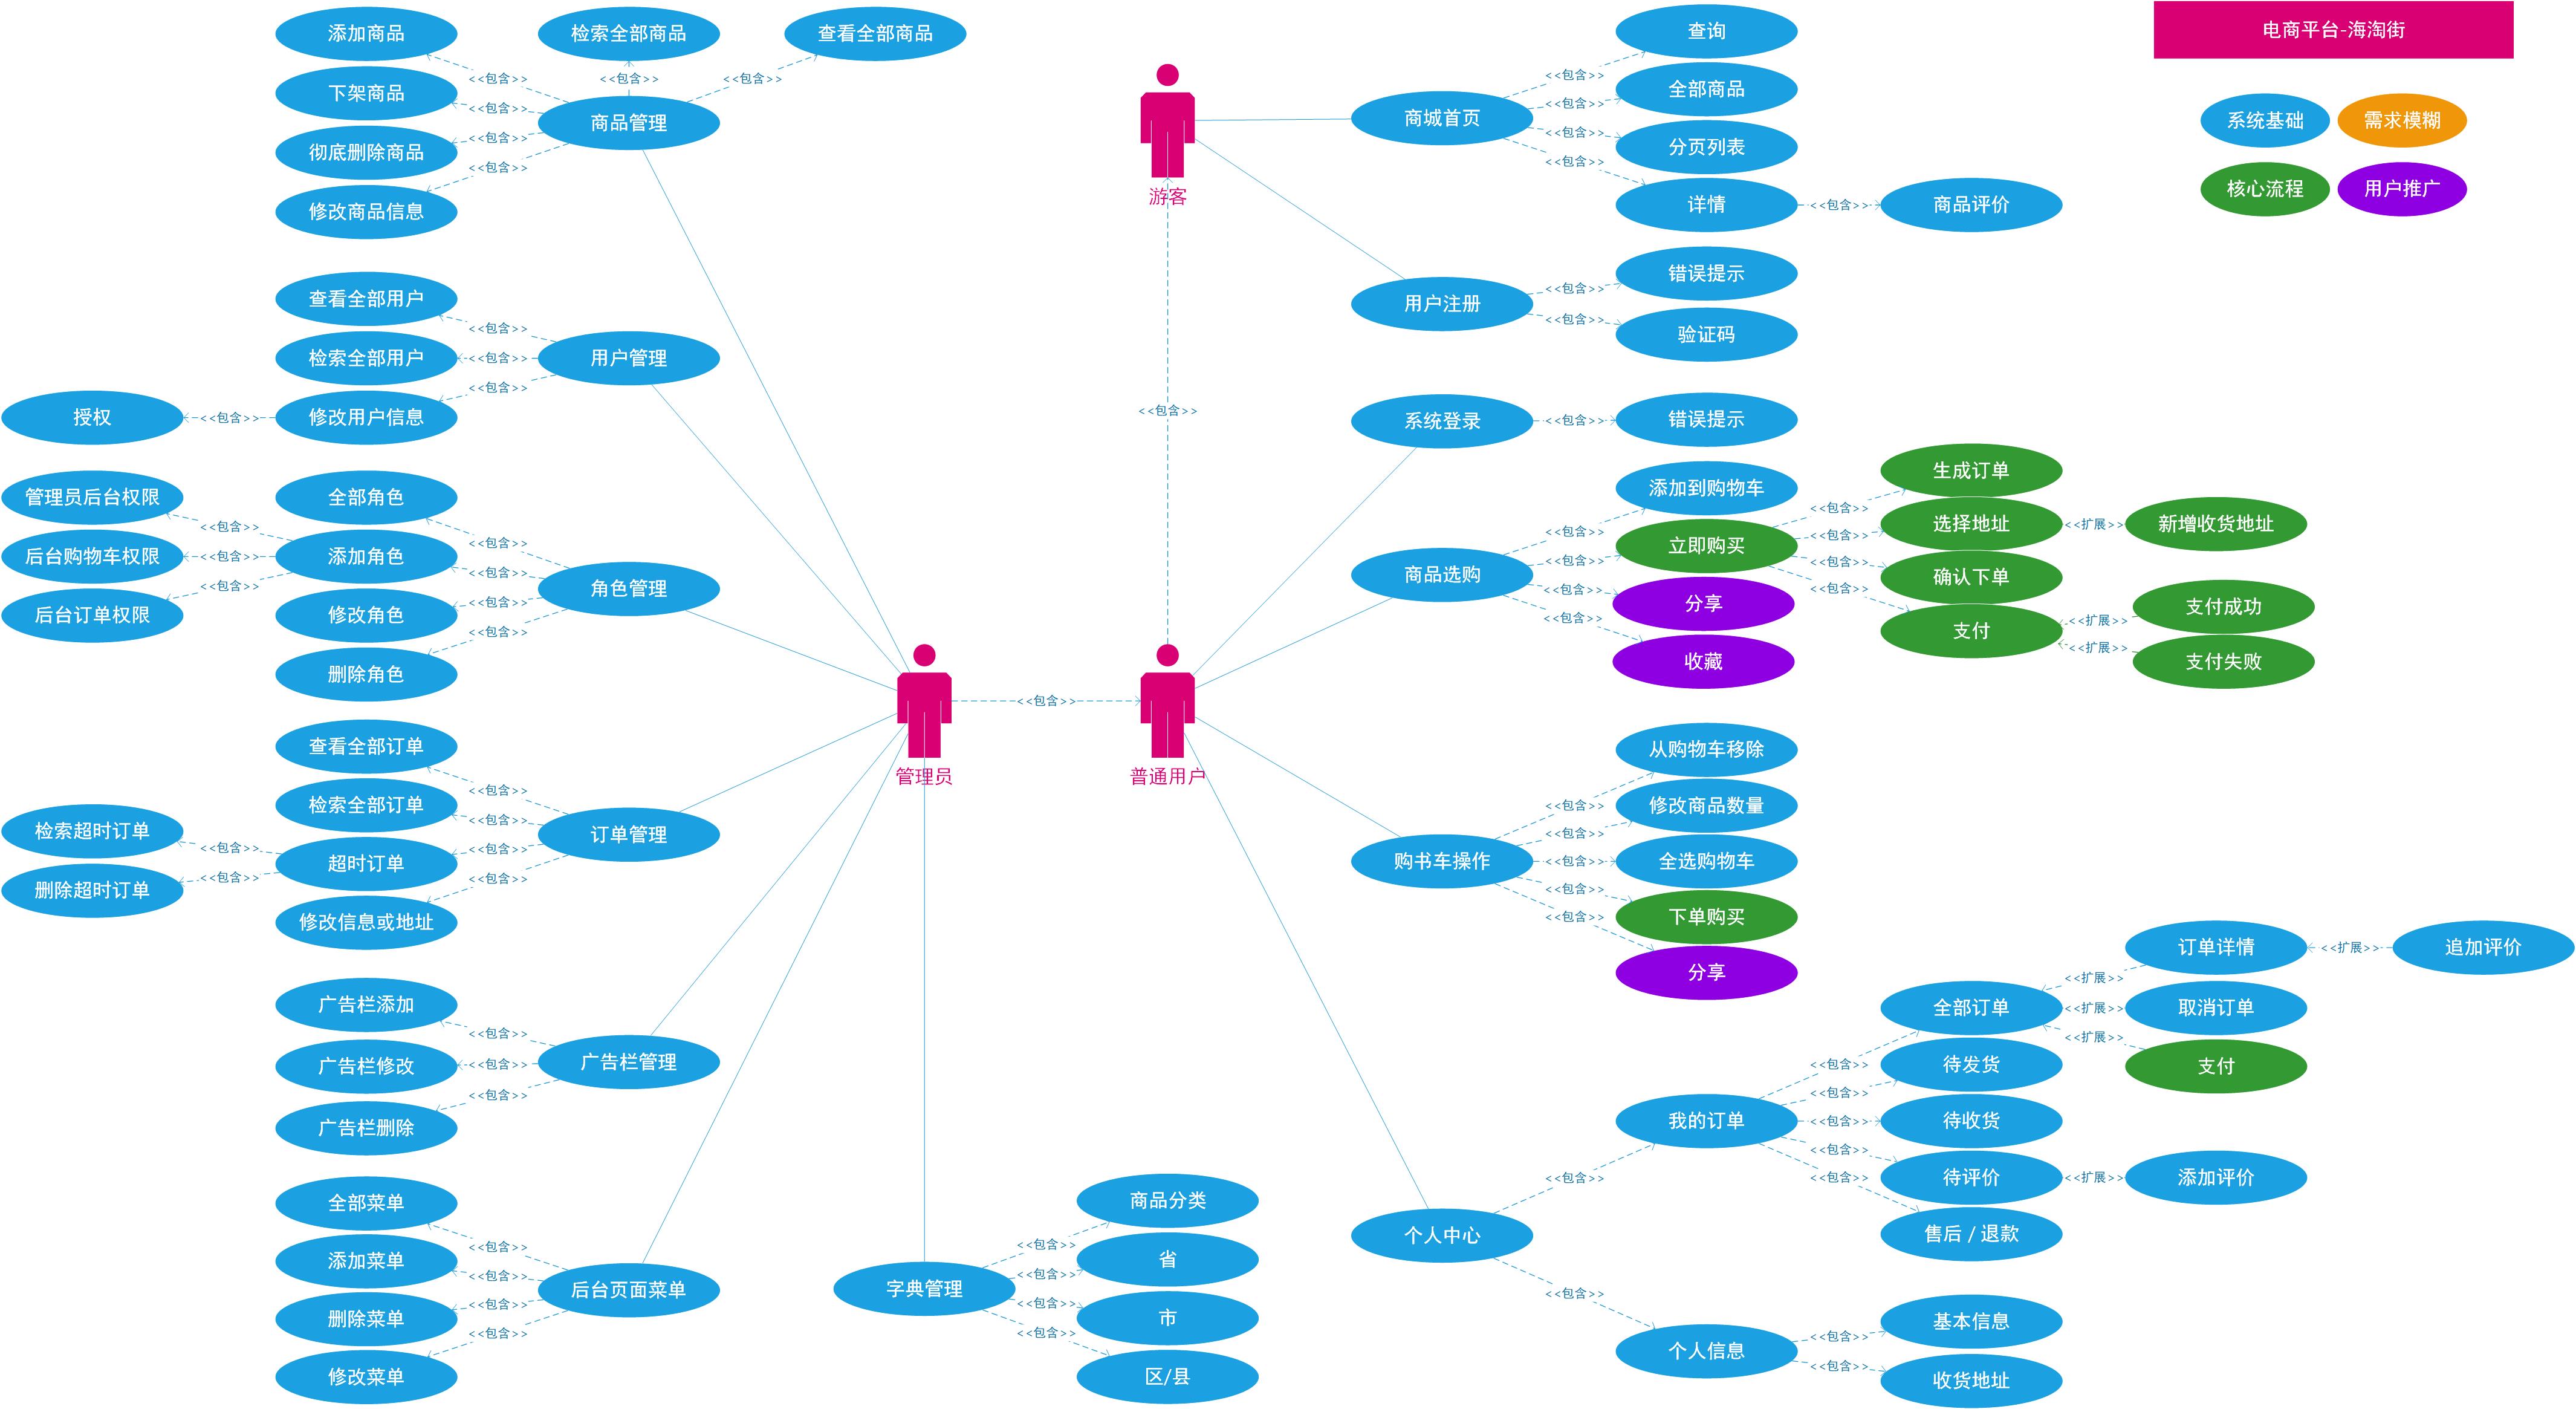 电商平台-海淘街
系统基础
需求模糊
核心流程
用户推广
添加商品
检索全部商品
查看全部商品
<<包含>>
<<包含>>
<<包含>>
下架商品
<<包含>>
商品管理
彻底删除商品
<<包含>>
<<包含>>
修改商品信息
查看全部用户
<<包含>>
检索全部用户
<<包含>>
用户管理
<<包含>>
授权
<<包含>>
修改用户信息
管理员后台权限
全部角色
<<包含>>
<<包含>>
后台购物车权限
<<包含>>
添加角色
<<包含>>
角色管理
<<包含>>
后台订单权限
修改角色
<<包含>>
<<包含>>
删除角色
查看全部订单
<<包含>>
检索全部订单
<<包含>>
订单管理
检索超时订单
<<包含>>
超时订单
<<包含>>
<<包含>>
<<包含>>
删除超时订单
修改信息或地址
广告栏添加
<<包含>>
广告栏修改
<<包含>>
广告栏管理
<<包含>>
广告栏删除
全部菜单
<<包含>>
添加菜单
<<包含>>
后台页面菜单
删除菜单
<<包含>>
<<包含>>
修改菜单
管理员
<<包含>>
普通用户
<<包含>>
游客
字典管理
<<包含>>
<<包含>>
<<包含>>
<<包含>>
商品分类
省
市
区/县
商城首页
<<包含>>
<<包含>>
<<包含>>
<<包含>>
查询
全部商品
分页列表
详情
<<包含>>
商品评价
用户注册
<<包含>>
<<包含>>
错误提示
验证码
系统登录
<<包含>>
错误提示
商品选购
<<包含>>
<<包含>>
<<包含>>
<<包含>>
添加到购物车
立即购买
分享
收藏
<<包含>>
<<包含>>
<<包含>>
<<包含>>
生成订单
选择地址
<<扩展>>
新增收货地址
确认下单
支付
<<扩展>>
<<扩展>>
支付成功
支付失败
购书车操作
<<包含>>
<<包含>>
<<包含>>
<<包含>>
<<包含>>
从购物车移除
修改商品数量
全选购物车
下单购买
分享
个人中心
<<包含>>
<<包含>>
我的订单
<<包含>>
<<包含>>
<<包含>>
<<包含>>
<<包含>>
全部订单
<<扩展>>
<<扩展>>
<<扩展>>
订单详情
<<扩展>>
追加评价
取消订单
支付
待发货
待收货
待评价
<<扩展>>
添加评价
售后 / 退款
个人信息
<<包含>>
<<包含>>
基本信息
收货地址